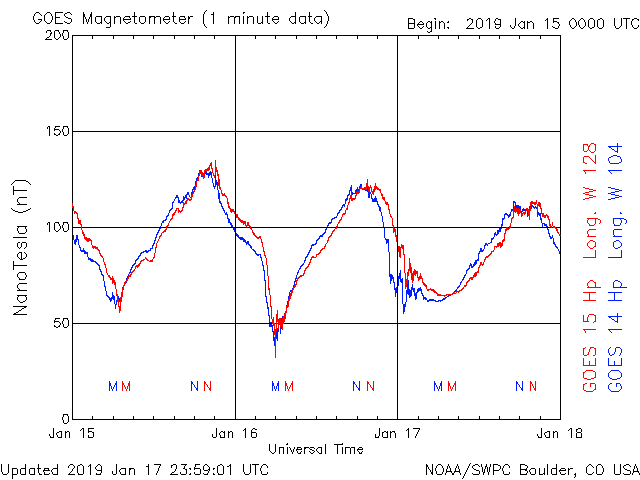 GOES Magnetometer (1 minute data)
Begin: 2019 Jan 15 0000 UTC
200
150
100
50
0
NanoTesla (nT)
M M N N M M N N M M N N
Jan 15 Jan 16 Jan 17 Jan 18
Universal Time
GOES 15 Hp Long. W 128
GOES 14 Hp Long. W 104
Updated 2019 Jan 17 23:59:01 UTC
NOAA/SWPC Boulder, CO USA